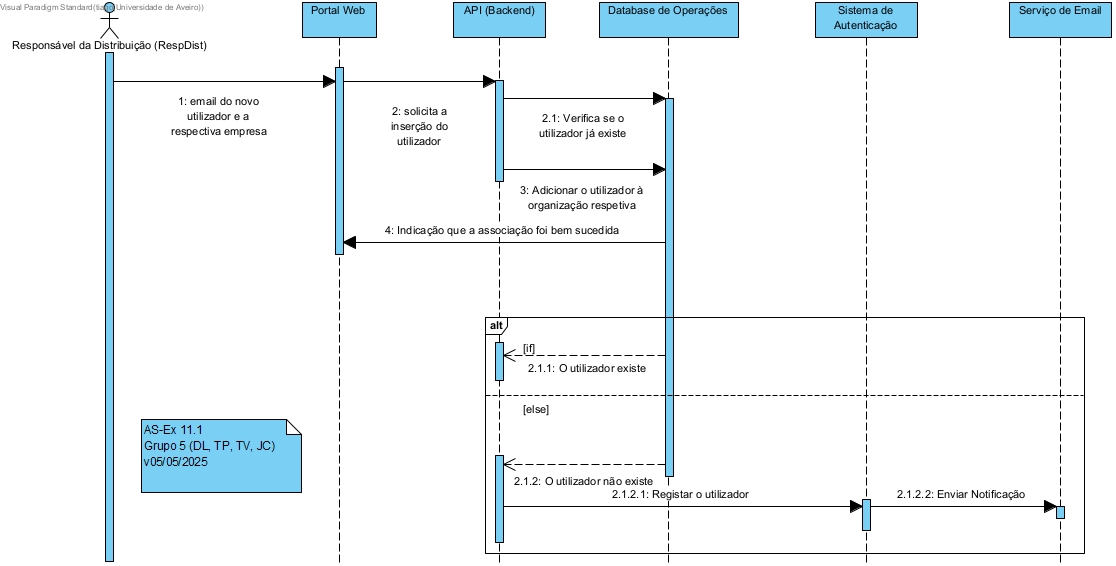 Visual Paradigm Standard(tiago(Universidade de Aveiro))
Responsável da Distribuição (RespDist)
Portal Web
API (Backend)
Database de Operações
Sistema de
Autenticação
Serviço de Email
1: email do novo
utilizador e a
respectiva empresa
2: solicita a
inserção do
utilizador
2.1: Verifica se o
utilizador já existe
3: Adicionar o utilizador à
organização respetiva
4: Indicação que a associação foi bem sucedida
alt
[if]
2.1.1: O utilizador existe
[else]
2.1.2: O utilizador não existe
2.1.2.1: Registar o utilizador
2.1.2.2: Enviar Notificação
AS-Ex 11.1
Grupo 5 (DL, TP, TV, JC)
v05/05/2025